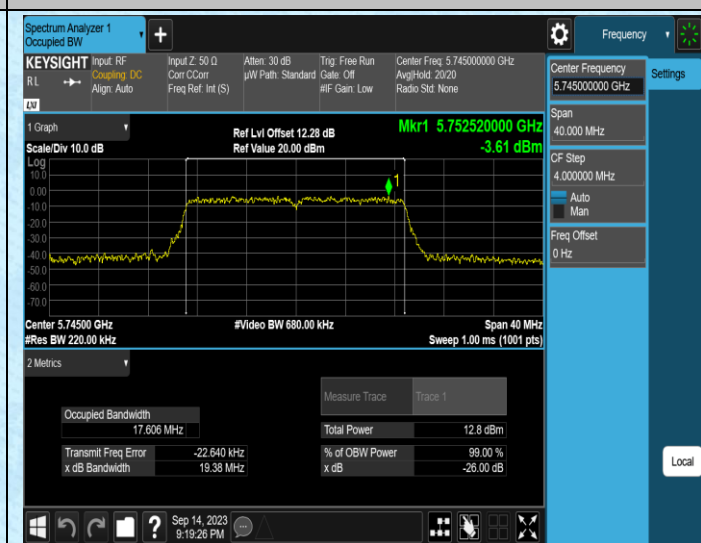 Spectrum Analyzer 1
Occupied BW
+
Frequency
KEYSIGHT
RL
LXI
Input: RF
Coupling: DC
Align: Auto
Input Z: 50 Ω
Corr CCorr
Freq Ref: Int (S)
Atten: 30 dB
µW Path: Standard
Trig: Free Run
Gate: Off
#IF Gain: Low
Center Freq: 5.745000000 GHz
Avg|Hold: 20/20
Radio Std: None
Center Frequency
5.745000000 GHz
Settings
Span
40.000 MHz
CF Step
4.000000 MHz
Auto
Man
Freq Offset
0 Hz
1 Graph
Scale/Div 10.0 dB
Ref Lvl Offset 12.28 dB
Ref Value 20.00 dBm
Mkr1 5.752520000 GHz
-3.61 dBm
Log
10.0
0.00
-10.0
-20.0
-30.0
-40.0
-50.0
-60.0
-70.0
1
Center 5.74500 GHz
#Res BW 220.00 kHz
#Video BW 680.00 kHz
Span 40 MHz
Sweep 1.00 ms (1001 pts)
2 Metrics
Measure Trace Trace 1
Occupied Bandwidth
17.606 MHz
Total Power 12.8 dBm
Transmit Freq Error -22.640 kHz
% of OBW Power 99.00 %
x dB Bandwidth 19.38 MHz
x dB -26.00 dB
Local
?
Sep 14, 2023
9:19:26 PM